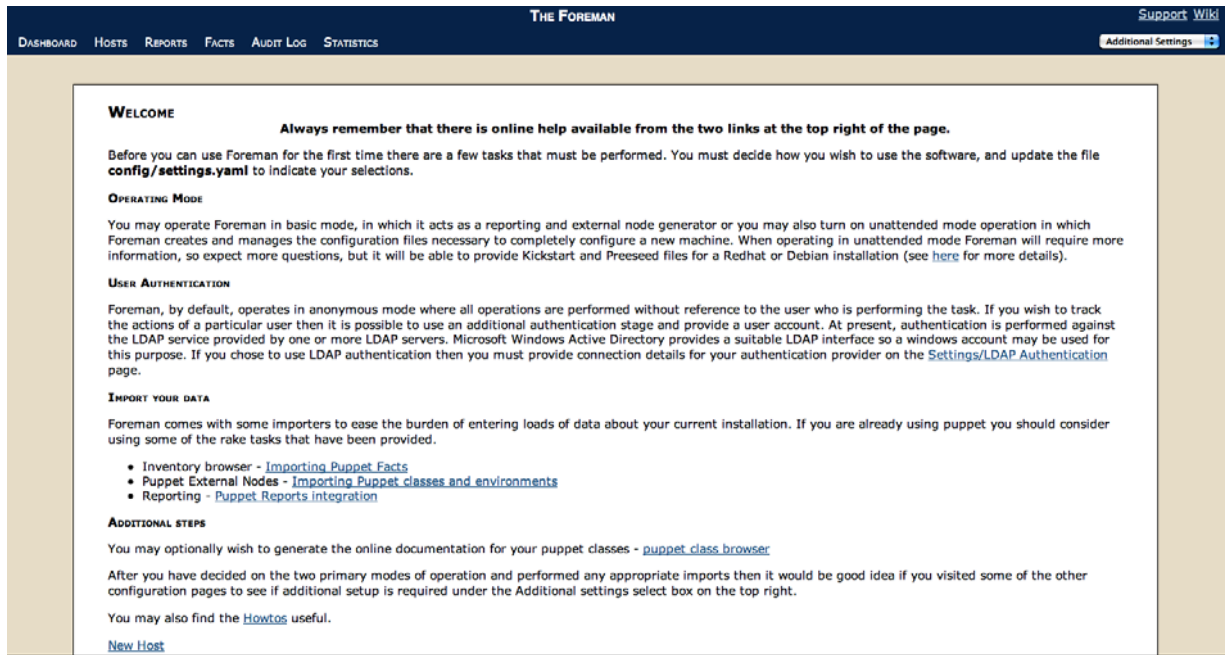 THE FOREMAN
Support Wiki
DASHBOARD HOSTS REPORTS FACTS AUDIT LOG STATISTICS
Additional Settings
WELCOME
Always remember that there is online help available from the two links at the top right of the page.
Before you can use Foreman for the first time there are a few tasks that must be performed. You must decide how you wish to use the software, and update the file
config/settings.yaml to indicate your selections.
OPERATING MODE
You may operate Foreman in basic mode, in which it acts as a reporting and external node generator or you may also turn on unattended mode operation in which
Foreman creates and manages the configuration files necessary to completely configure a new machine. When operating in unattended mode Foreman will require more
information, so expect more questions, but it will be able to provide Kickstart and Preeseed files for a Redhat or Debian installation (see here for more details).
USER AUTHENTICATION
Foreman, by default, operates in anonymous mode where all operations are performed without reference to the user who is performing the task. If you wish to track
the actions of a particular user then it is possible to use an additional authentication stage and provide a user account. At present, authentication is performed against
the LDAP service provided by one or more LDAP servers. Microsoft Windows Active Directory provides a suitable LDAP interface so a windows account may be used for
this purpose. If you chose to use LDAP authentication then you must provide connection details for your authentication provider on the Settings/LDAP Authentication
page.
IMPORT YOUR DATA
Foreman comes with some importers to ease the burden of entering loads of data about your current installation. If you are already using puppet you should consider
using some of the rake tasks that have been provided.
• Inventory browser - Importing Puppet Facts
• Puppet External Nodes - Importing Puppet classes and environments
• Reporting - Puppet Reports integration
ADDITIONAL STEPS
You may optionally wish to generate the online documentation for your puppet classes - puppet class browser
After you have decided on the two primary modes of operation and performed any appropriate imports then it would be good idea if you visited some of the other
configuration pages to see if additional setup is required under the Additional settings select box on the top right.
You may also find the Howtos useful.
New Host